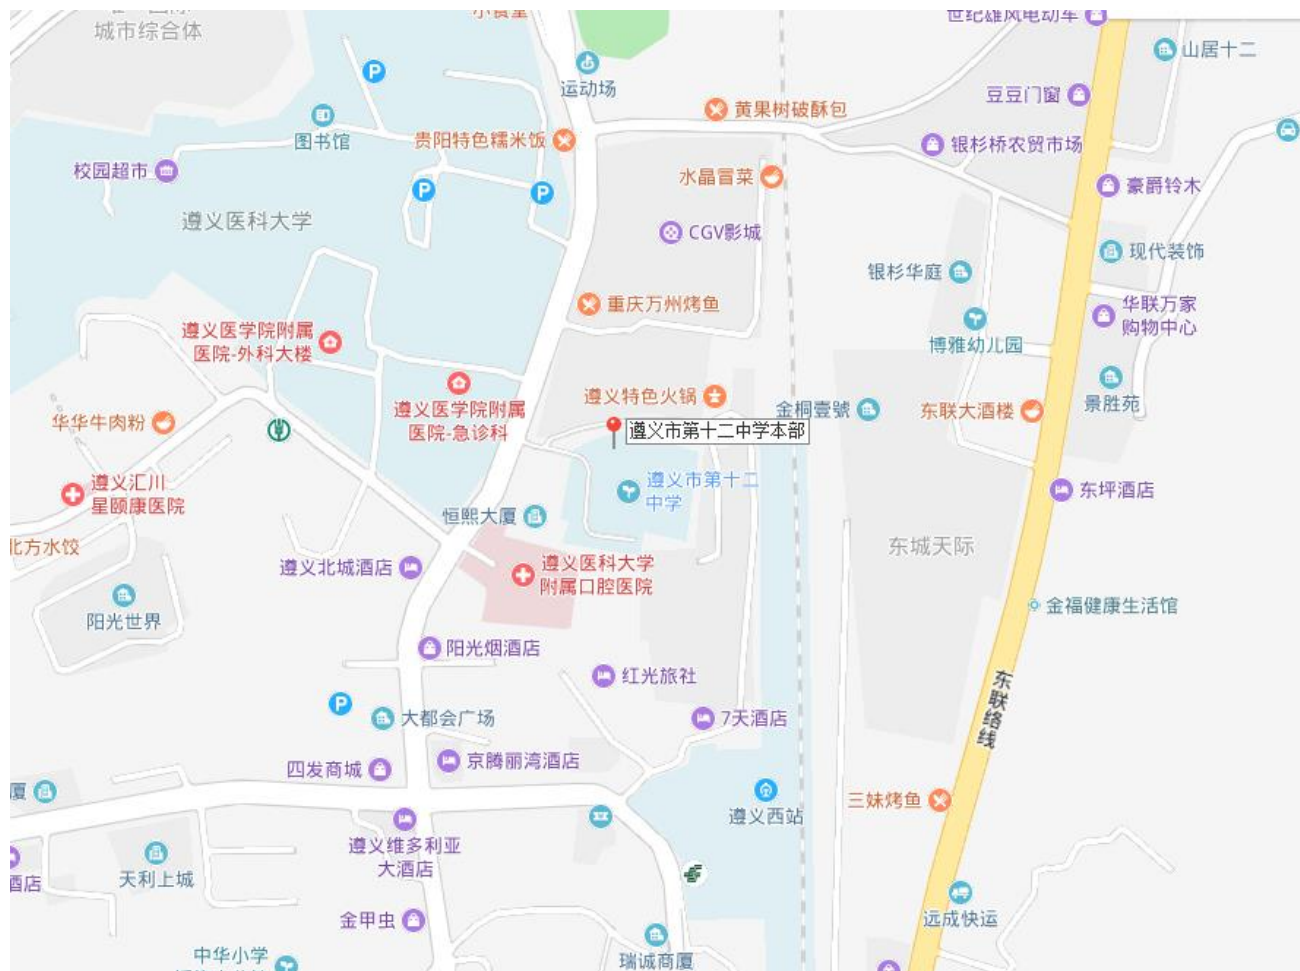 城市综合体
世纪雄风电动车
山居十二
运动场
豆豆门窗
黄果树破酥包
图书馆
贵阳特色糯米饭
银杉桥农贸市场
校园超市
水晶冒菜
豪爵铃木
遵义医科大学
CGV影城
现代装饰
银杉华庭
重庆万州烤鱼
华联万家
购物中心
遵义医学院附属
医院-外科大楼
博雅幼儿园
遵义特色火锅
金桐壹號
东联大酒楼
景胜苑
遵义医学院附属
医院-急诊科
华华牛肉粉
遵义市第十二中学本部
遵义汇川
星颐康医院
遵义市第十二
中学
东坪酒店
恒熙大厦
北方水饺
东城天际
遵义北城酒店
遵义医科大学
附属口腔医院
阳光世界
金福健康生活馆
阳光烟酒店
红光旅社
东联络线
大都会广场
7天酒店
四发商城
京腾丽湾酒店
厦
遵义西站
三妹烤鱼
遵义维多利亚
大酒店
酒店
天利上城
金甲虫
远成快运
中华小学
瑞诚商厦